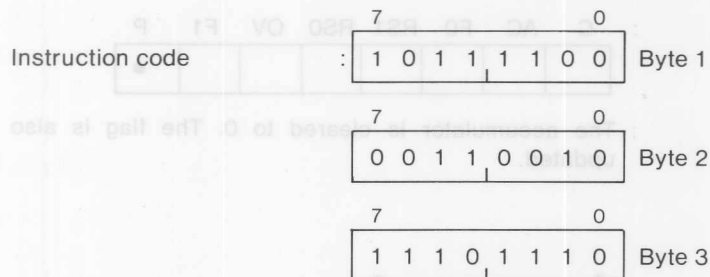 7 0
Instruction code : 1 0 1 1 1 1 0 0 Byte 1
7 0
0 0 1 1 0 0 1 0 Byte 2
7 0
1 1 1 0 1 1 1 0 Byte 3